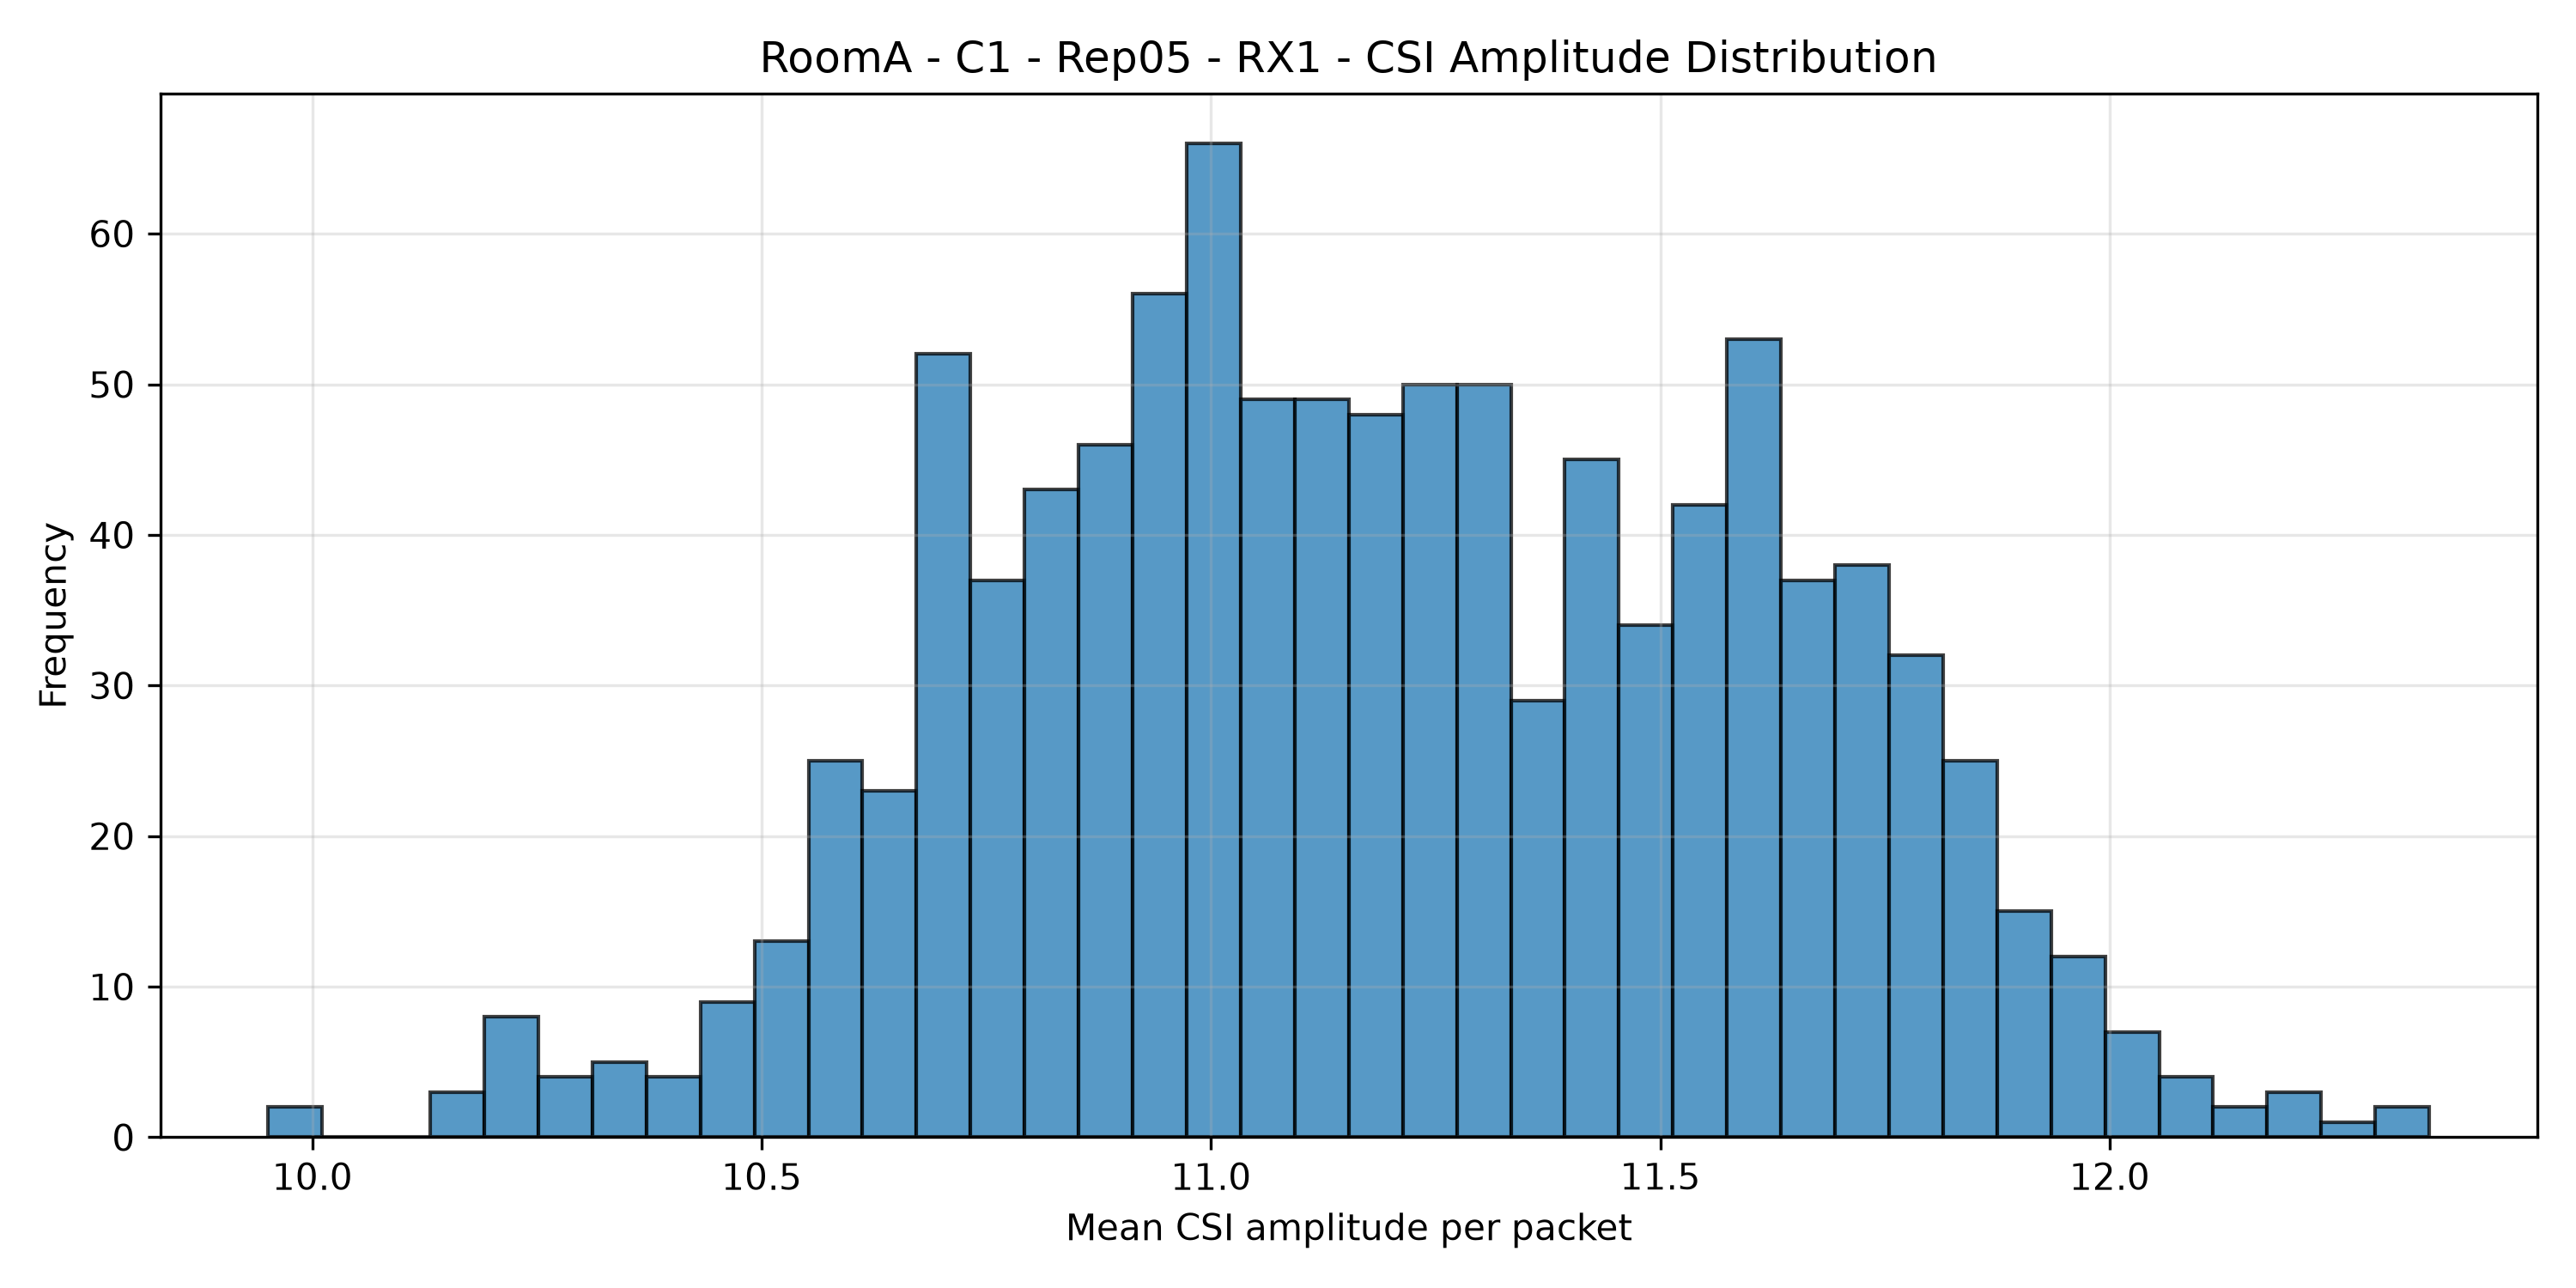 RoomA - C1 - Rep05 - RX1 - CSI Amplitude Distribution
Frequency
60
50
40
30
20
10
0
10.0 10.5 11.0 11.5 12.0
Mean CSI amplitude per packet